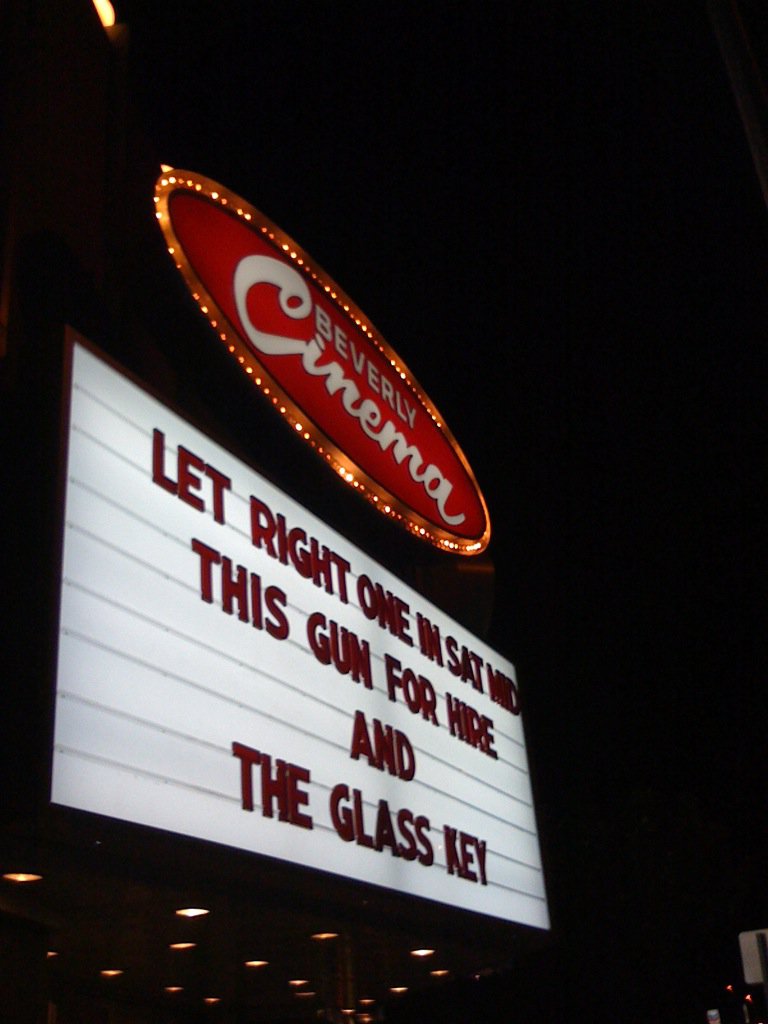 BEVERLY
Cinema
LET RIGHT ONE IN SAT MID
THIS GUN FOR HIRE
AND
THE GLASS KEY